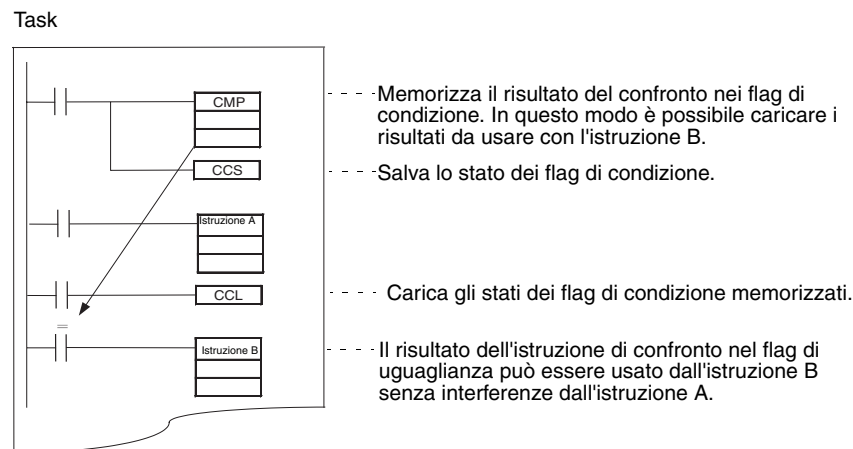 Task
CMP
Memorizza il risultato del confronto nei flag di
condizione. In questo modo è possibile caricare i
risultati da usare con l'istruzione B.
CCS
Salva lo stato dei flag di condizione.
Istruzione A
CCL
Carica gli stati dei flag di condizione memorizzati.
=
Istruzione B
Il risultato dell'istruzione di confronto nel flag di
uguaglianza può essere usato dall'istruzione B
senza interferenze dall'istruzione A.